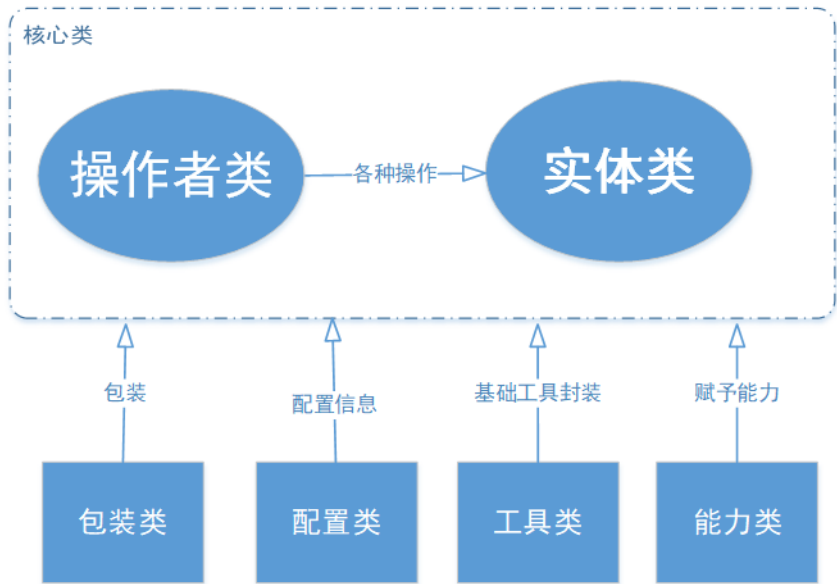 核心类
操作者类
各种操作
实体类
包装
配置信息
基础工具封装
赋予能力
包装类
配置类
工具类
能力类